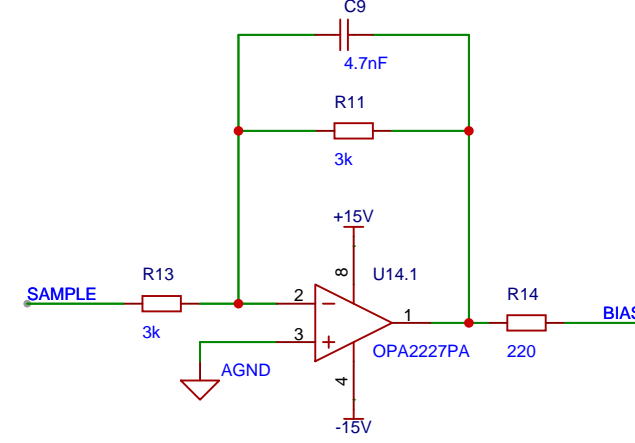 C9
4.7nF
R11
3k
+15V
8
U14.1
R13
SAMPLE
2
3k
3
1
R14
BIAS
OPA2227PA
220
AGND
4
-15V